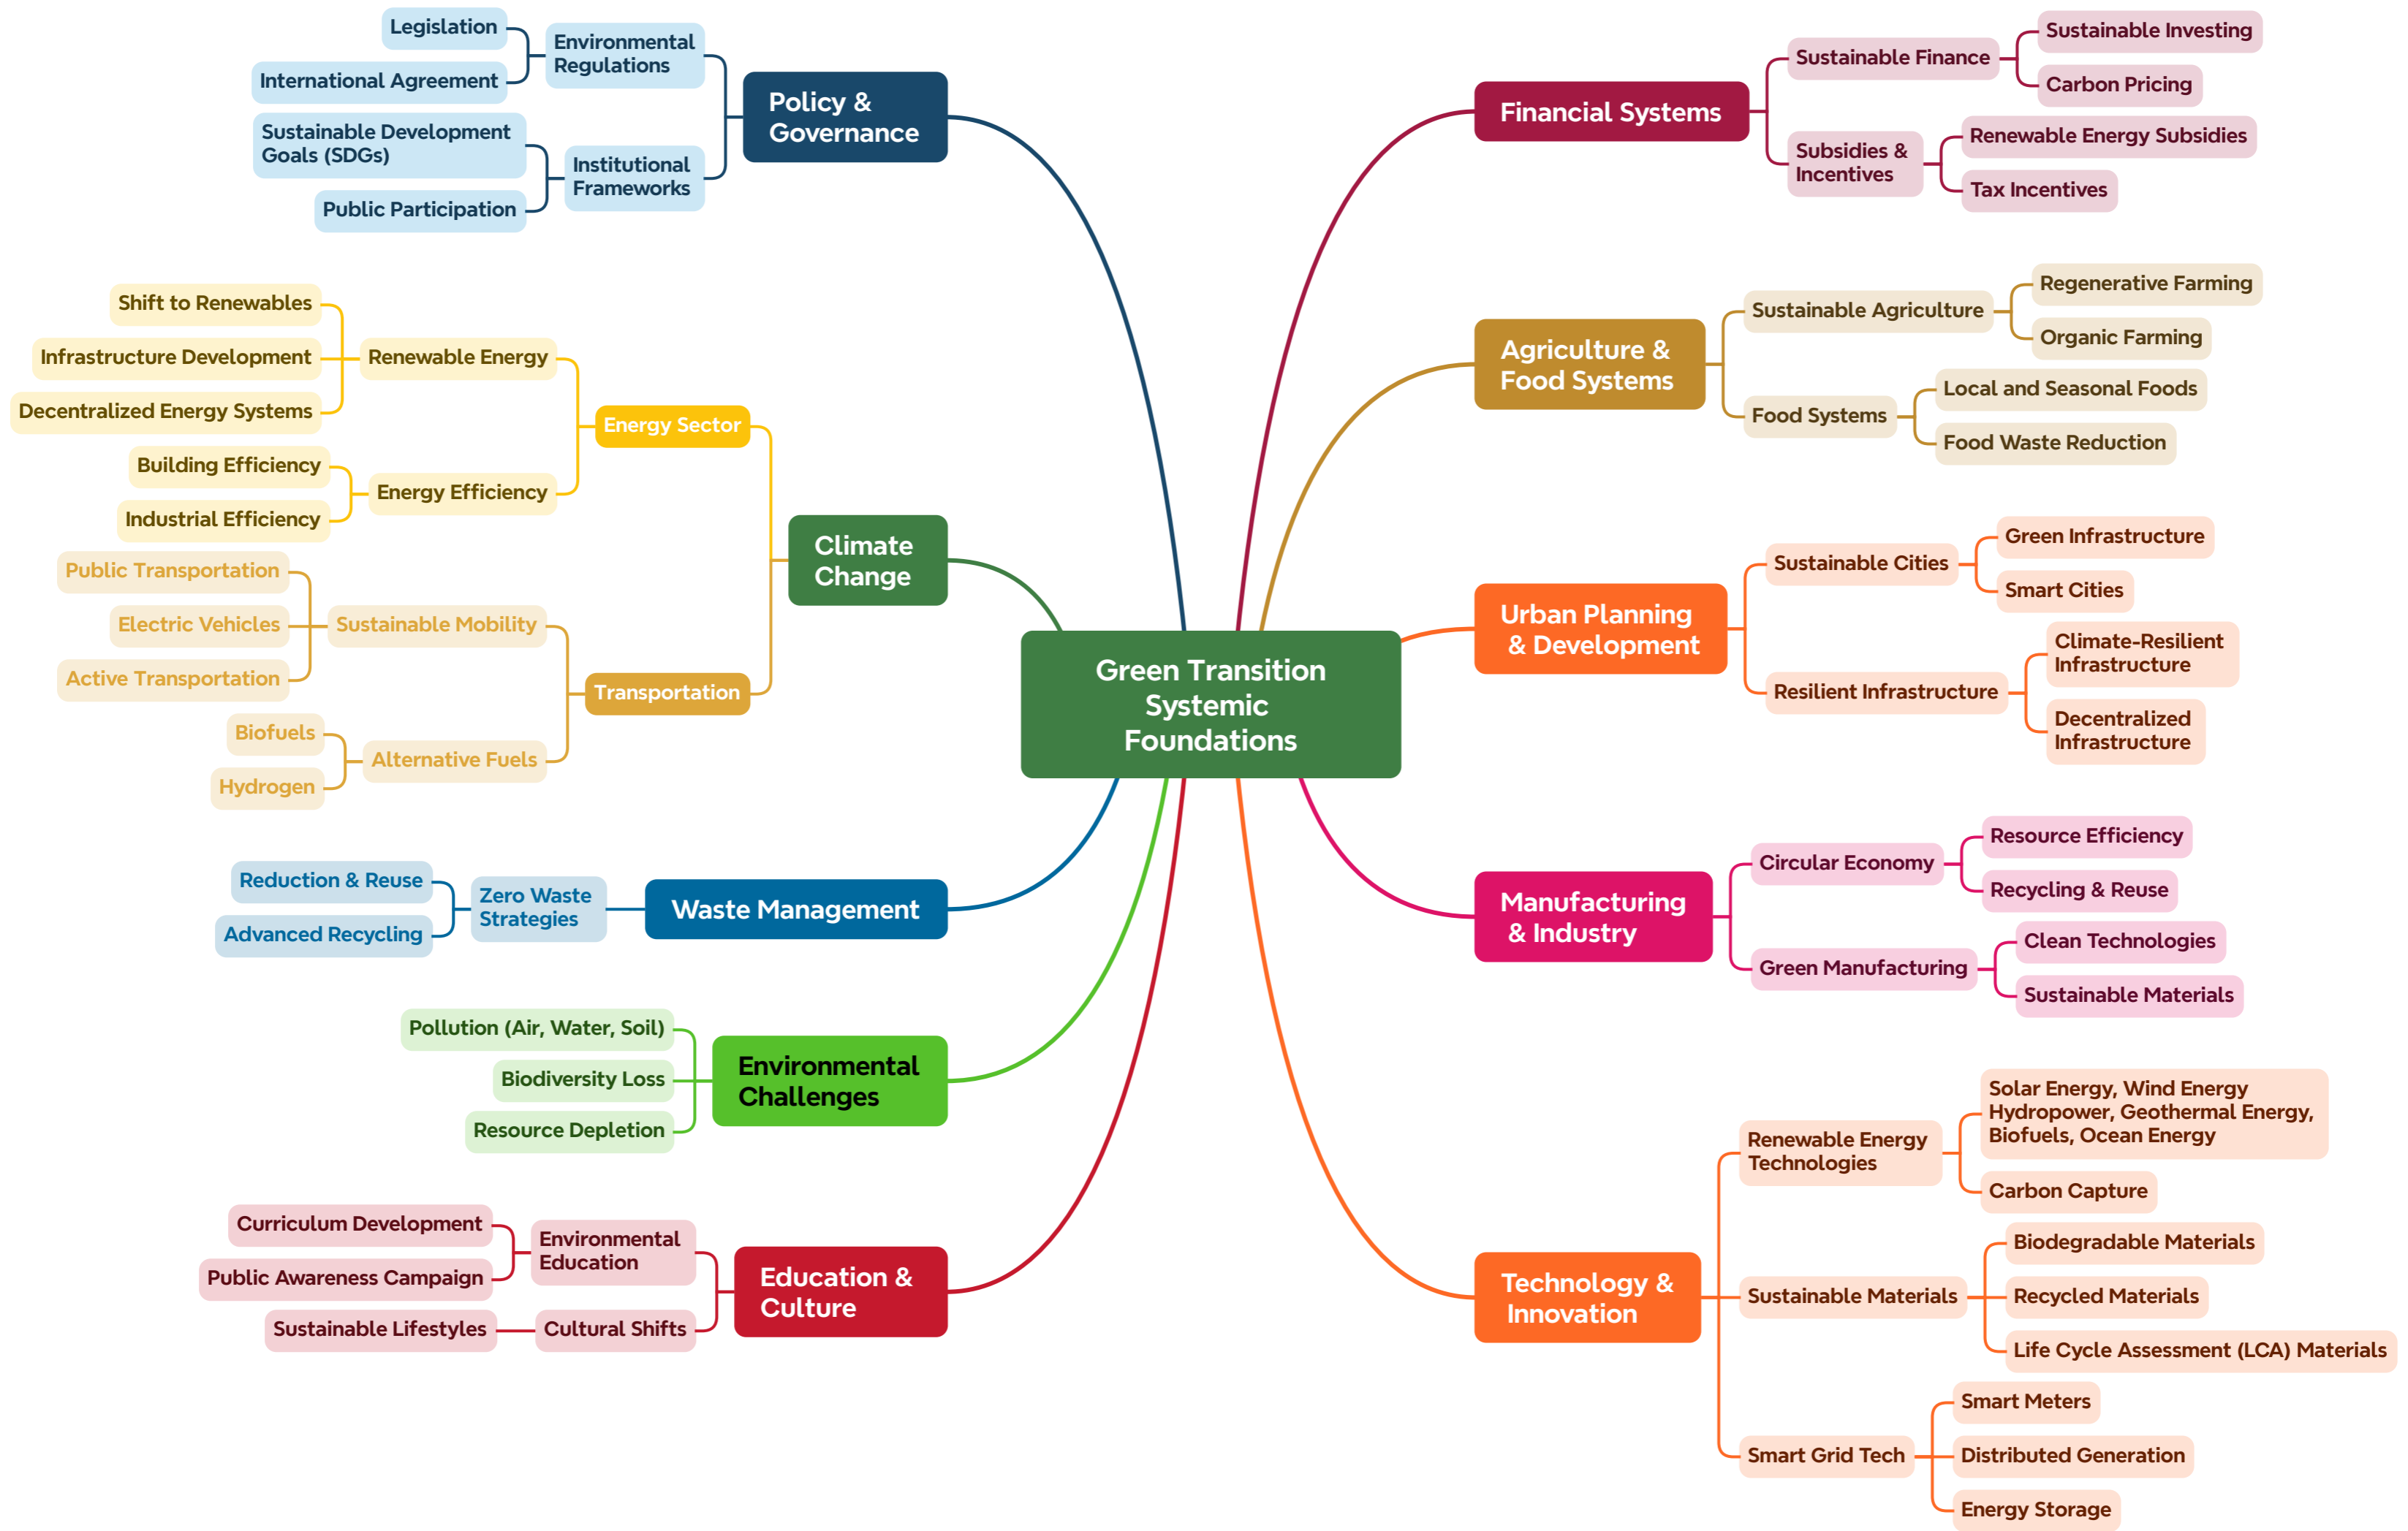 Green Transition
Systemic
Foundations
Policy &
Governance
Environmental
Regulations
Legislation
International Agreement
Institutional
Frameworks
Sustainable Development
Goals (SDGs)
Public Participation
Climate
Change
Energy Sector
Renewable Energy
Shift to Renewables
Infrastructure Development
Decentralized Energy Systems
Energy Efficiency
Building Efficiency
Industrial Efficiency
Transportation
Sustainable Mobility
Public Transportation
Electric Vehicles
Active Transportation
Alternative Fuels
Biofuels
Hydrogen
Waste Management
Zero Waste
Strategies
Reduction & Reuse
Advanced Recycling
Environmental
Challenges
Pollution (Air, Water, Soil)
Biodiversity Loss
Resource Depletion
Education &
Culture
Environmental
Education
Curriculum Development
Public Awareness Campaign
Cultural Shifts
Sustainable Lifestyles
Financial Systems
Sustainable Finance
Sustainable Investing
Carbon Pricing
Subsidies &
Incentives
Renewable Energy Subsidies
Tax Incentives
Agriculture &
Food Systems
Sustainable Agriculture
Regenerative Farming
Organic Farming
Food Systems
Local and Seasonal Foods
Food Waste Reduction
Urban Planning
& Development
Sustainable Cities
Green Infrastructure
Smart Cities
Resilient Infrastructure
Climate-Resilient
Infrastructure
Decentralized
Infrastructure
Manufacturing
& Industry
Circular Economy
Resource Efficiency
Recycling & Reuse
Green Manufacturing
Clean Technologies
Sustainable Materials
Technology &
Innovation
Renewable Energy
Technologies
Solar Energy, Wind Energy
Hydropower, Geothermal Energy,
Biofuels, Ocean Energy
Carbon Capture
Sustainable Materials
Biodegradable Materials
Recycled Materials
Life Cycle Assessment (LCA) Materials
Smart Grid Tech
Smart Meters
Distributed Generation
Energy Storage